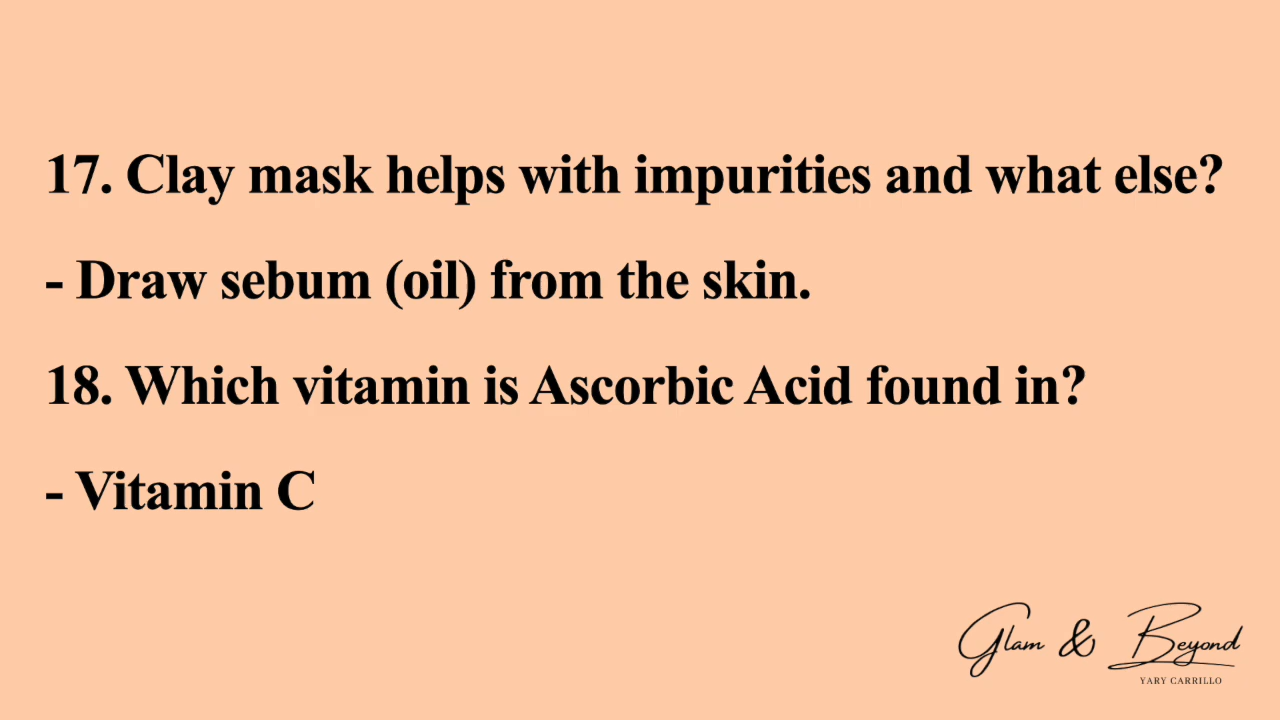 17. Clay mask helps with impurities and what else?
- Draw sebum (oil) from the skin.
18. Which vitamin is Ascorbic Acid found in?
- Vitamin C
Glam & Beyond
YARY CARRILLO